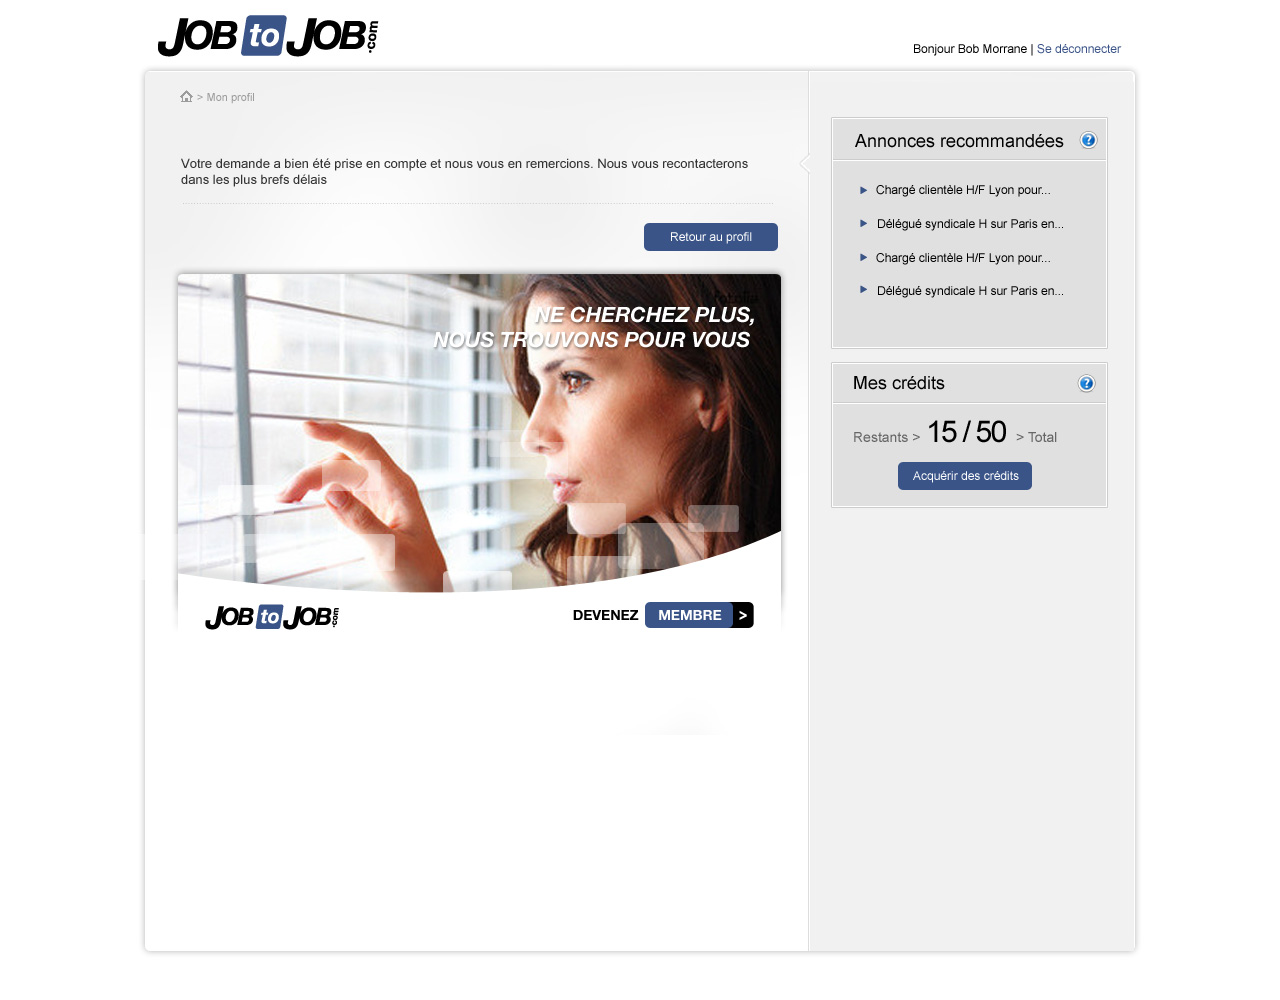 JOB to JOB.com
Bonjour Bob Morrane | Se déconnecter
> Mon profil
Votre demande a bien été prise en compte et nous vous en remercions. Nous vous recontacterons
dans les plus brefs délais
Retour au profil
NE CHERCHEZ PLUS,
NOUS TROUVONS POUR VOUS
JOB to JOB.com
DEVENEZ MEMBRE >
Annonces recommandées ?
Chargé clientèle H/F Lyon pour...
Délégué syndicale H sur Paris en...
Chargé clientèle H/F Lyon pour...
Délégué syndicale H sur Paris en...
Mes crédits ?
Restants > 15 / 50 > Total
Acquérir des crédits